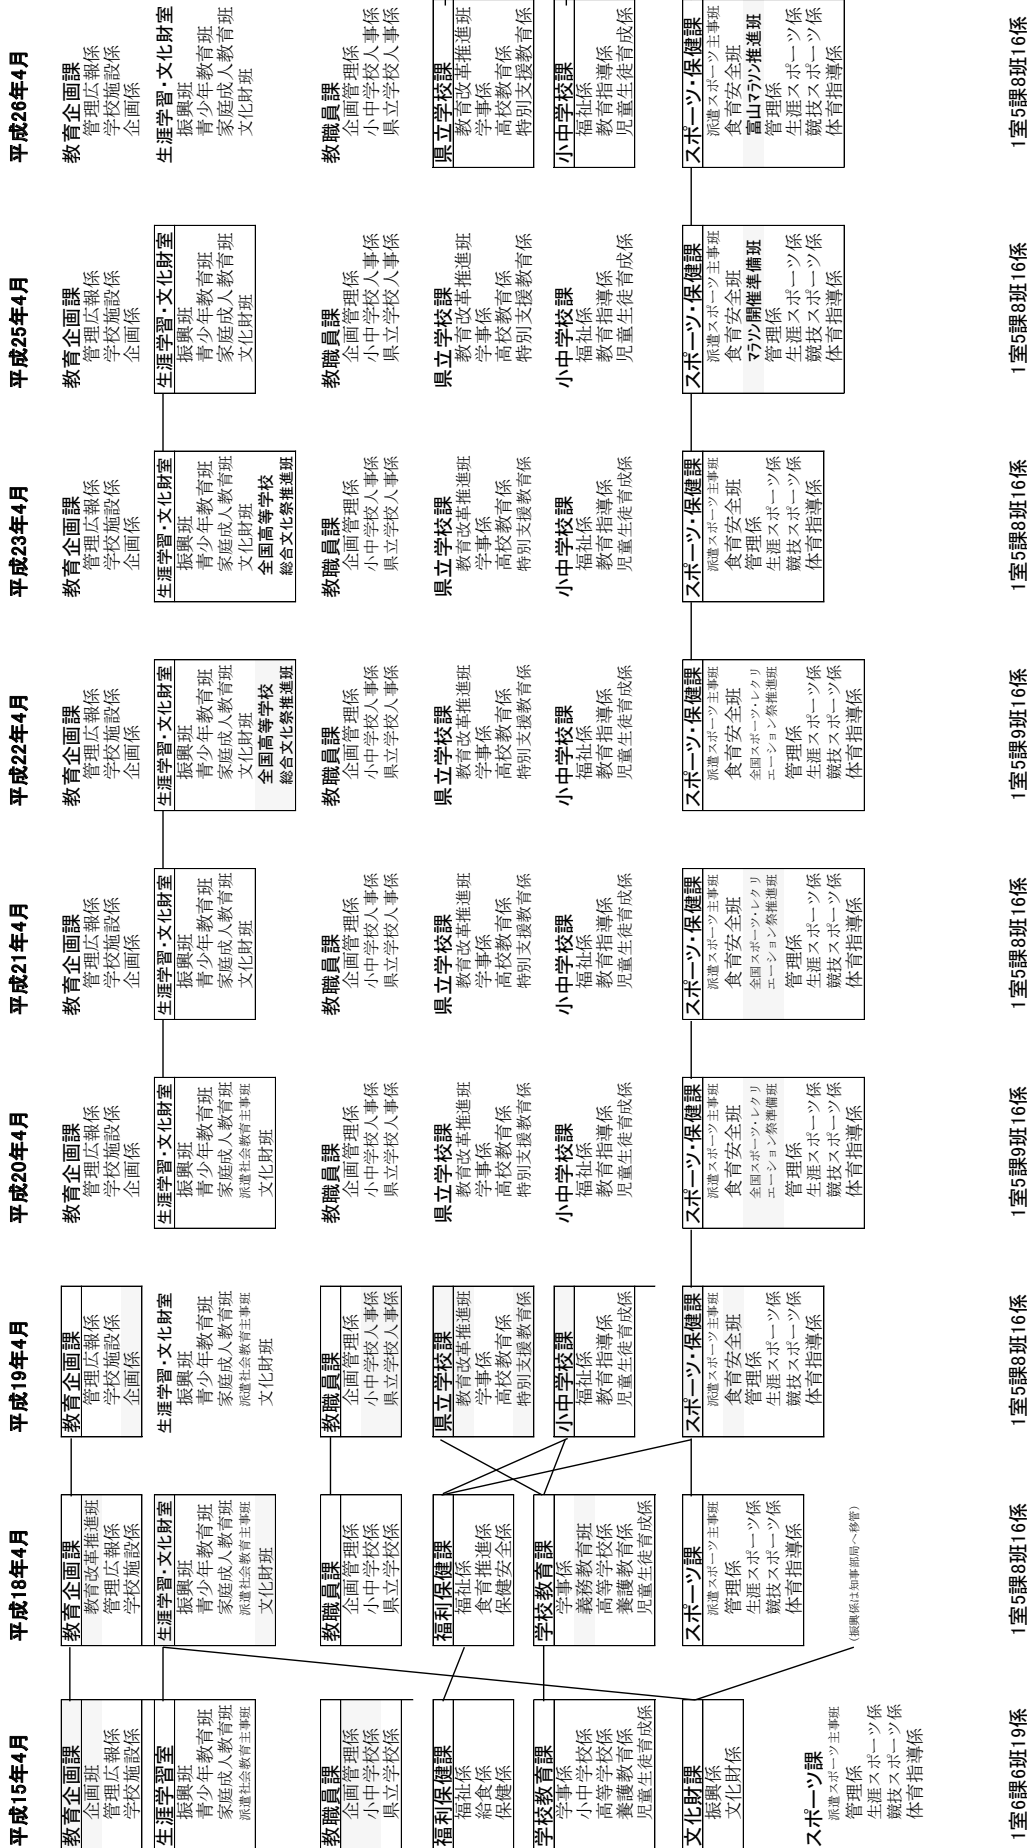 平成15年4月
教育企画課
企画班
管理広報係
学校施設係
生涯学習室
振興班
青少年教育班
家庭成人教育班
派遣社会教育主事班
教職員課
企画管理係
小中学校係
県立学校係
福利保健課
福祉係
給食係
保健係
学校教育課
学事係
小中学校係
高等学校係
養護教育係
児童生徒育成係
文化財課
振興係
文化財係
スポーツ課
派遣スポーツ主事班
管理係
生涯スポーツ係
競技スポーツ係
体育指導係
1室6課6班19係
平成18年4月
教育企画課
教育改革推進班
管理広報係
学校施設係
生涯学習・文化財室
振興班
青少年教育班
家庭成人教育班
派遣社会教育主事班
文化財班
教職員課
企画管理係
小中学校係
県立学校係
福利保健課
福祉係
食育推進係
保健安全係
学校教育課
学事係
義務教育班
高等学校係
養護教育係
児童生徒育成係
スポーツ課
派遣スポーツ主事班
管理係
生涯スポーツ係
競技スポーツ係
体育指導係
(振興係は知事部局へ移管)
1室5課8班16係
平成19年4月
教育企画課
管理広報係
学校施設係
企画係
生涯学習・文化財室
振興班
青少年教育班
家庭成人教育班
派遣社会教育主事班
文化財班
教職員課
企画管理係
小中学校人事係
県立学校人事係
県立学校課
教育改革推進班
学事係
高校教育係
特別支援教育係
小中学校課
福祉係
教育指導係
児童生徒育成係
スポーツ・保健課
派遣スポーツ主事班
食育安全班
管理係
生涯スポーツ係
競技スポーツ係
体育指導係
1室5課8班16係
平成20年4月
教育企画課
管理広報係
学校施設係
企画係
生涯学習・文化財室
振興班
青少年教育班
家庭成人教育班
派遣社会教育主事班
文化財班
教職員課
企画管理係
小中学校人事係
県立学校人事係
県立学校課
教育改革推進班
学事係
高校教育係
特別支援教育係
小中学校課
福祉係
教育指導係
児童生徒育成係
スポーツ・保健課
派遣スポーツ主事班
食育安全班
全国スポーツ・レクリ
エーション祭準備班
管理係
生涯スポーツ係
競技スポーツ係
体育指導係
1室5課9班16係
平成21年4月
教育企画課
管理広報係
学校施設係
企画係
生涯学習・文化財室
振興班
青少年教育班
家庭成人教育班
文化財班
教職員課
企画管理係
小中学校人事係
県立学校人事係
県立学校課
教育改革推進班
学事係
高校教育係
特別支援教育係
小中学校課
福祉係
教育指導係
児童生徒育成係
スポーツ・保健課
派遣スポーツ主事班
食育安全班
全国スポーツ・レクリ
エーション祭推進班
管理係
生涯スポーツ係
競技スポーツ係
体育指導係
1室5課8班16係
平成22年4月
教育企画課
管理広報係
学校施設係
企画係
生涯学習・文化財室
振興班
青少年教育班
家庭成人教育班
文化財班
全国高等学校
総合文化祭推進班
教職員課
企画管理係
小中学校人事係
県立学校人事係
県立学校課
教育改革推進班
学事係
高校教育係
特別支援教育係
小中学校課
福祉係
教育指導係
児童生徒育成係
スポーツ・保健課
派遣スポーツ主事班
食育安全班
全国スポーツ・レクリ
エーション祭推進班
管理係
生涯スポーツ係
競技スポーツ係
体育指導係
1室5課9班16係
平成23年4月
教育企画課
管理広報係
学校施設係
企画係
生涯学習・文化財室
振興班
青少年教育班
家庭成人教育班
文化財班
全国高等学校
総合文化祭推進班
教職員課
企画管理係
小中学校人事係
県立学校人事係
県立学校課
教育改革推進班
学事係
高校教育係
特別支援教育係
小中学校課
福祉係
教育指導係
児童生徒育成係
スポーツ・保健課
派遣スポーツ主事班
食育安全班
管理係
生涯スポーツ係
競技スポーツ係
体育指導係
1室5課8班16係
平成25年4月
教育企画課
管理広報係
学校施設係
企画係
生涯学習・文化財室
振興班
青少年教育班
家庭成人教育班
文化財班
教職員課
企画管理係
小中学校人事係
県立学校人事係
県立学校課
教育改革推進班
学事係
高校教育係
特別支援教育係
小中学校課
福祉係
教育指導係
児童生徒育成係
スポーツ・保健課
派遣スポーツ主事班
食育安全班
マラソン開催準備班
管理係
生涯スポーツ係
競技スポーツ係
体育指導係
1室5課8班16係
平成26年4月
教育企画課
管理広報係
学校施設係
企画係
生涯学習・文化財室
振興班
青少年教育班
家庭成人教育班
文化財班
教職員課
企画管理係
小中学校人事係
県立学校人事係
県立学校課
教育改革推進班
学事係
高校教育係
特別支援教育係
小中学校課
福祉係
教育指導係
児童生徒育成係
スポーツ・保健課
派遣スポーツ主事班
食育安全班
富山マラソン推進班
管理係
生涯スポーツ係
競技スポーツ係
体育指導係
1室5課8班16係